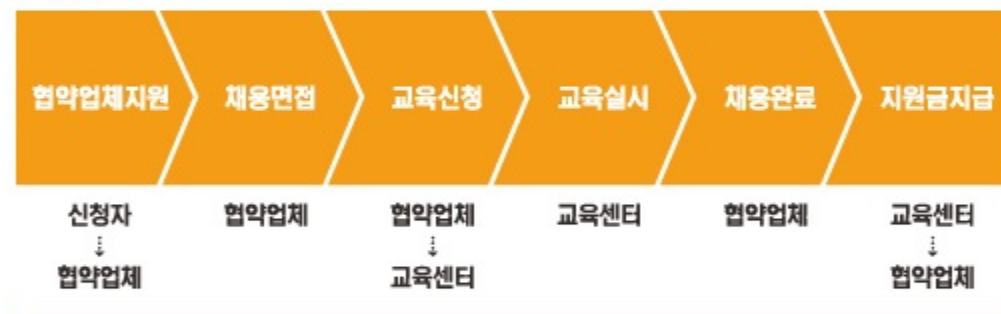 협약업체지원 채용면접 교육신청 교육실시 채용완료 지원금지급
신청자 협약업체 협약업체 교육센터 협약업체 교육센터
협약업체 교육센터 협약업체